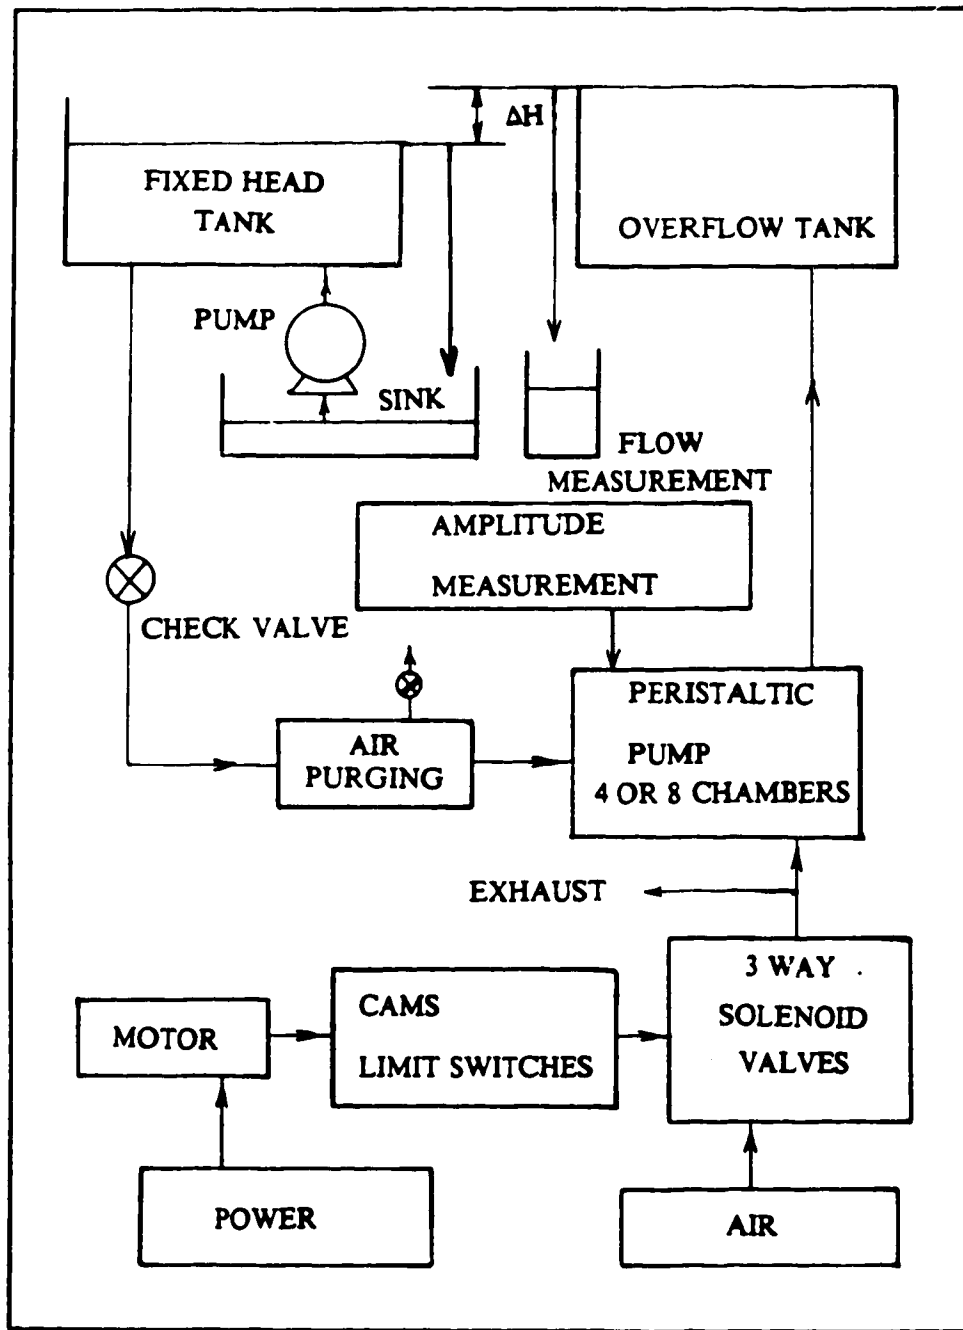 ΔH
FIXED HEAD
TANK
OVERFLOW TANK
PUMP
SINK
FLOW
MEASUREMENT
AMPLITUDE
MEASUREMENT
CHECK VALVE
PERISTALTIC
PUMP
4 OR 8 CHAMBERS
AIR
PURGING
EXHAUST
3 WAY
SOLENOID
VALVES
CAMS
LIMIT SWITCHES
MOTOR
POWER
AIR